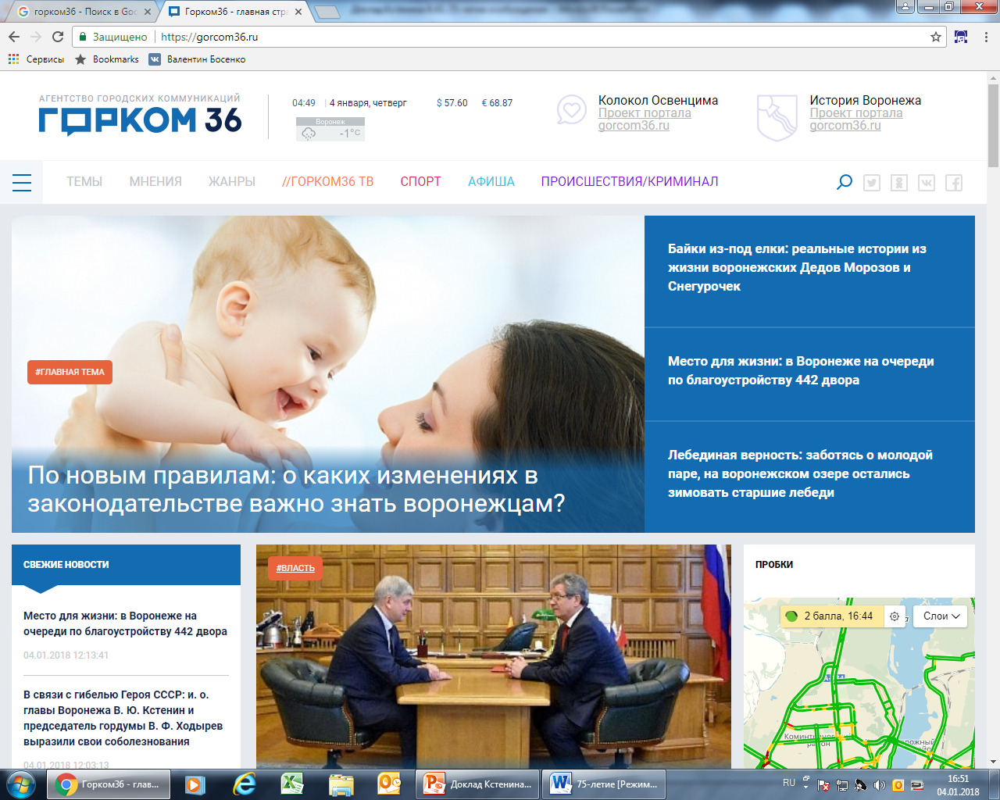 горком36 - Поиск в Goo
Горком36 - главная стра
Защищено
https://gorcom36.ru
Сервисы
Bookmarks
Валентин Босенко
АГЕНТСТВО ГОРОДСКИХ КОММУНИКАЦИЙ
ГОРКОМ 36
04:49 | 4 января, четверг
$ 57.60
€ 68.87
Воронеж
-1°C
Колокол Освенцима
Проект портала
gorcom36.ru
История Воронежа
Проект портала
gorcom36.ru
ТЕМЫ
МНЕНИЯ
ЖАНРЫ
//ГОРКОМ36 ТВ
СПОРТ
АФИША
ПРОИСШЕСТВИЯ/КРИМИНАЛ
#ГЛАВНАЯ ТЕМА
По новым правилам: о каких изменениях в
законодательстве важно знать воронежцам?
Байки из-под елки: реальные истории из
жизни воронежских Дедов Морозов и
Снегурочек
Место для жизни: в Воронеже на очереди
по благоустройству 442 двора
Лебединая верность: заботясь о молодой
паре, на воронежском озере остались
зимовать старшие лебеди
СВЕЖИЕ НОВОСТИ
Место для жизни: в Воронеже на
очереди по благоустройству 442 двора
04.01.2018 12:13:41
В связи с гибелью Героя СССР: и. о.
главы Воронежа В. Ю. Кстенин и
председатель гордумы В. Ф. Ходырев
выразили свои соболезнования
04.01.2018 12:03:13
#ВЛАСТЬ
ПРОБКИ
2 балла, 16:44
Слои
район
Горком36 - глав...
Доклад Кстенина...
75-летие [Режим...
RU
16:51
04.01.2018